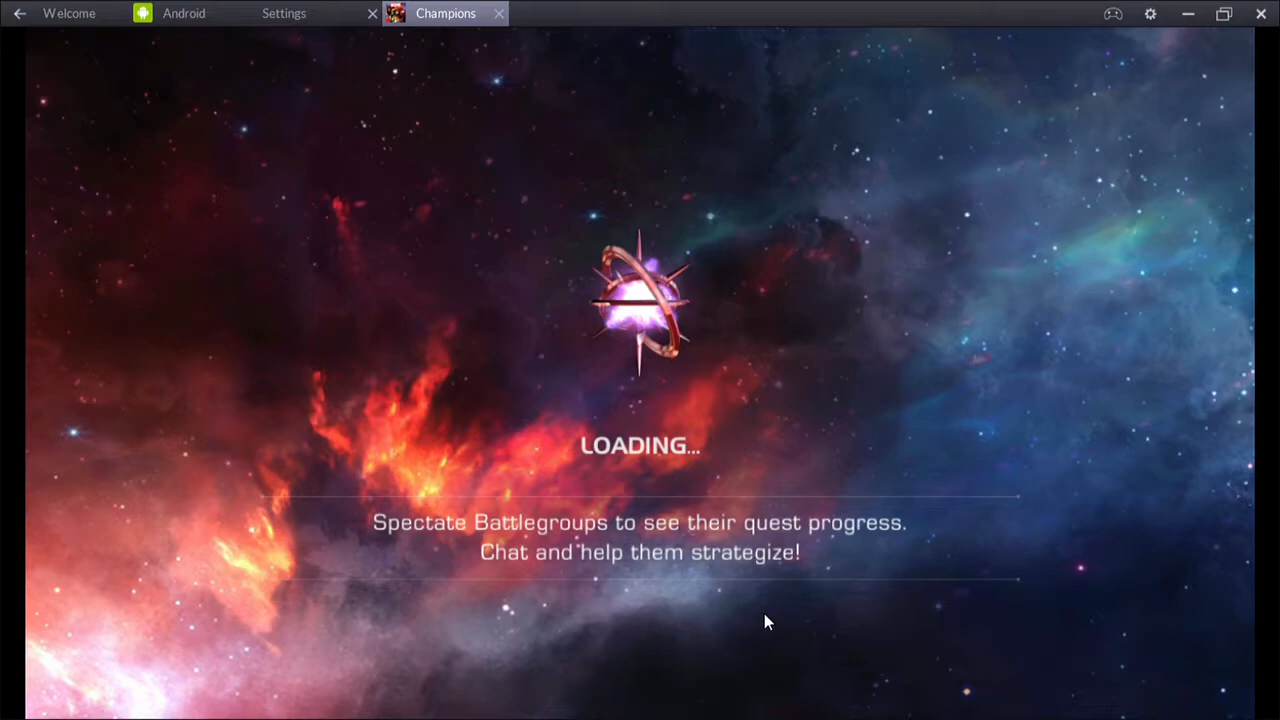 Welcome
Android
Settings
Champions
LOADING...
Spectate Battlegroups to see their quest progress.
Chat and help them strategize!